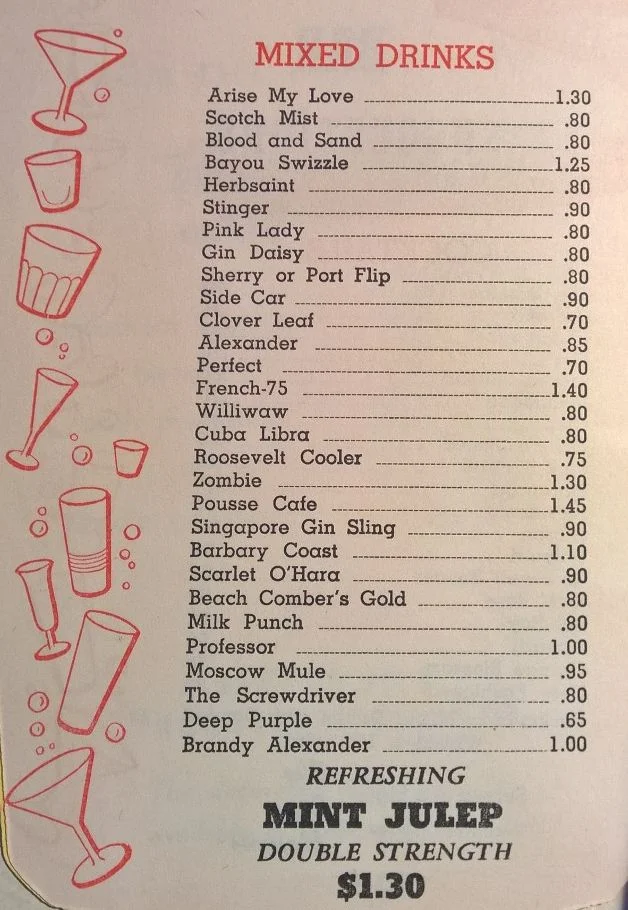 MIXED DRINKS
Arise My Love 1.30
Scotch Mist .80
Blood and Sand .80
Bayou Swizzle 1.25
Herbsaint .80
Stinger .90
Pink Lady .80
Gin Daisy .80
Sherry or Port Flip .80
Side Car .90
Clover Leaf .70
Alexander .85
Perfect .70
French-75 1.40
Williwaw .80
Cuba Libra .80
Roosevelt Cooler .75
Zombie 1.30
Pousse Cafe 1.45
Singapore Gin Sling .90
Barbary Coast 1.10
Scarlet O'Hara .90
Beach Comber's Gold .80
Milk Punch .80
Professor 1.00
Moscow Mule .95
The Screwdriver .80
Deep Purple .65
Brandy Alexander 1.00
REFRESHING
MINT JULEP
DOUBLE STRENGTH
$1.30